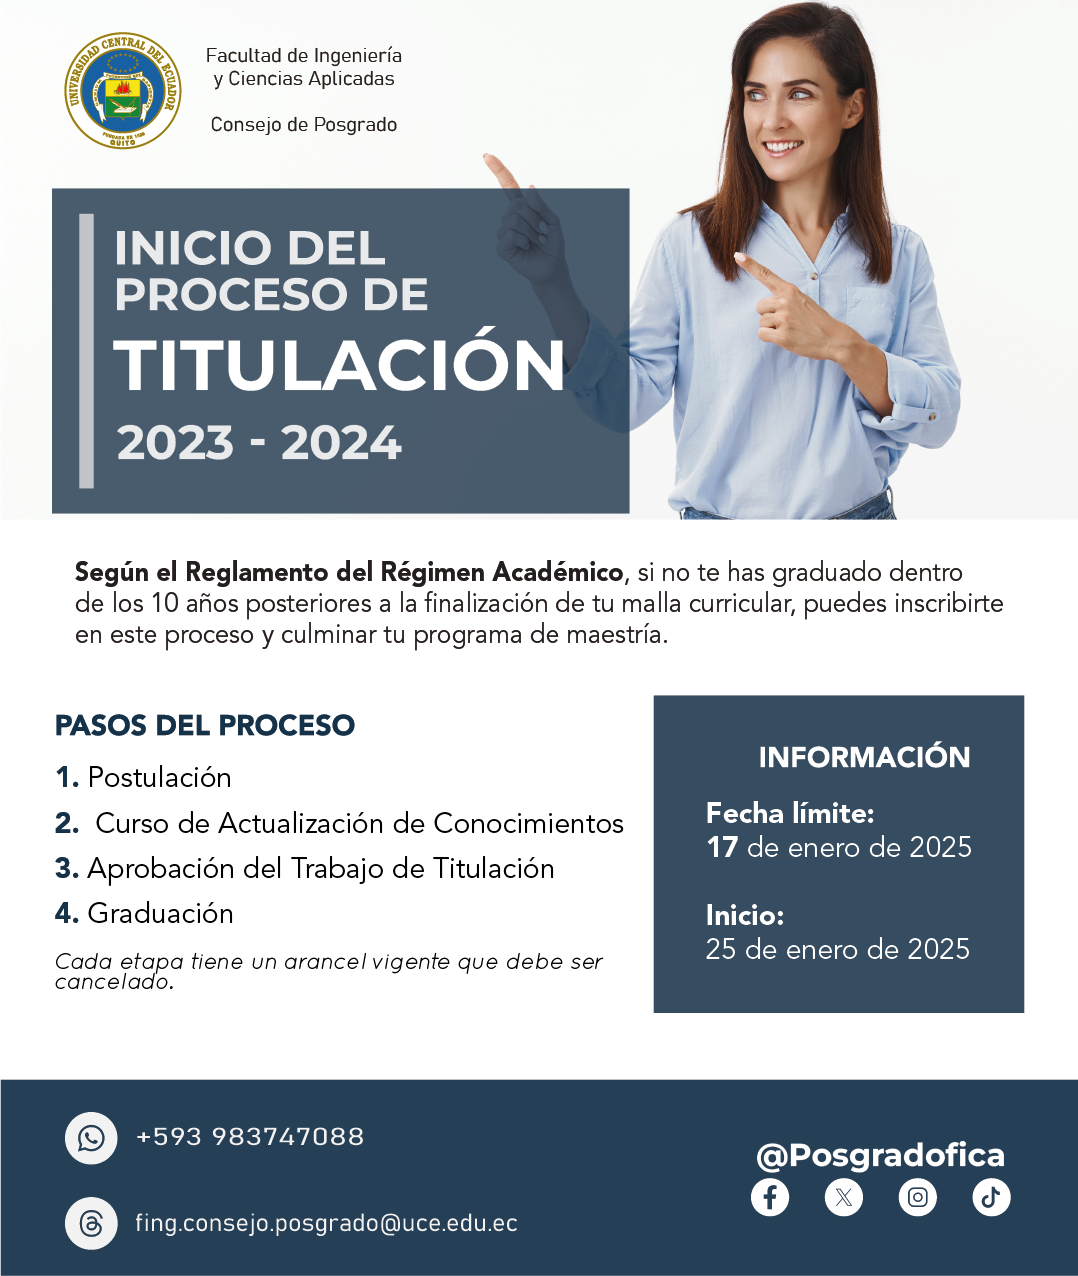 UNIVERSIDAD CENTRAL DEL ECUADOR
QUITO
Facultad de Ingeniería
y Ciencias Aplicadas
Consejo de Posgrado
INICIO DEL
PROCESO DE
TITULACIÓN
2023 - 2024
Según el Reglamento del Régimen Académico, si no te has graduado dentro
de los 10 años posteriores a la finalización de tu malla curricular, puedes inscribirte
en este proceso y culminar tu programa de maestría.
PASOS DEL PROCESO
1. Postulación
2. Curso de Actualización de Conocimientos
3. Aprobación del Trabajo de Titulación
4. Graduación
Cada etapa tiene un arancel vigente que debe ser
cancelado.
INFORMACIÓN
Fecha límite:
17 de enero de 2025
Inicio:
25 de enero de 2025
+593 983747088
fing.consejo.posgrado@uce.edu.ec
@Posgradofica